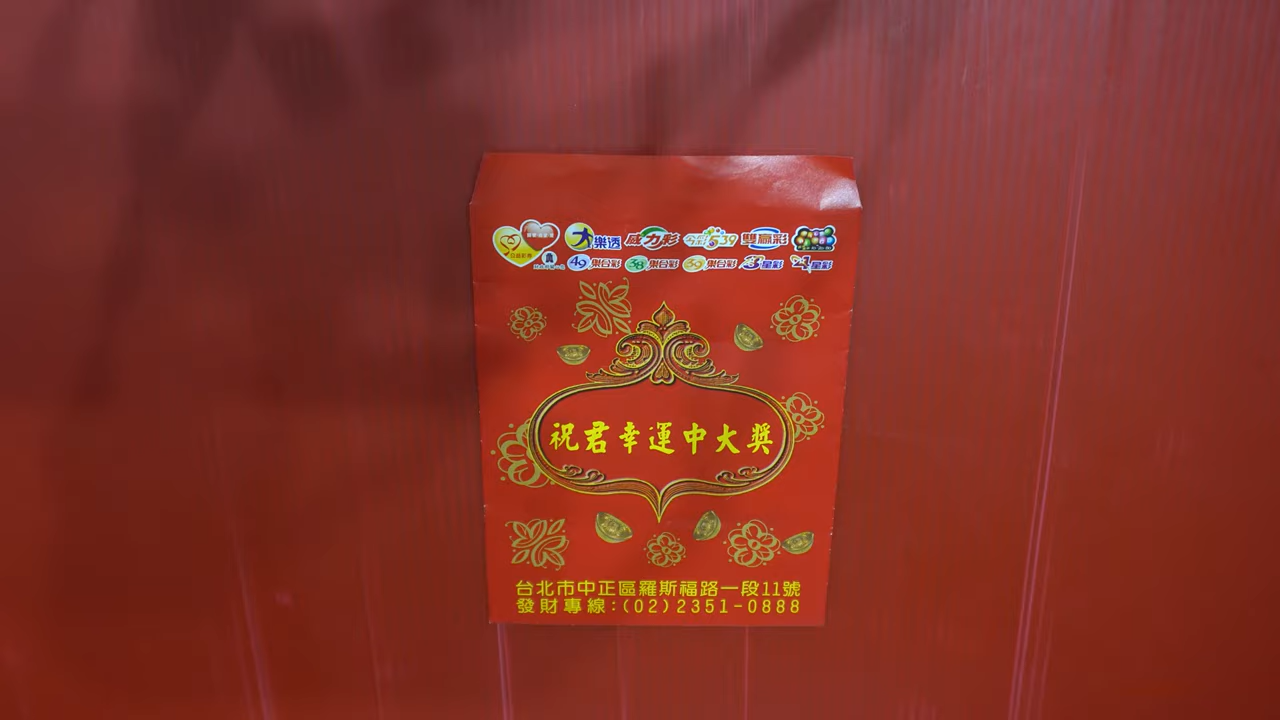 大樂透 威力彩 今彩539 雙贏彩
49樂合彩 38樂合彩 39樂合彩 3星彩 4星彩
祝君幸運中大獎
台北市中正區羅斯福路一段11號
發財專線:(02)2351-0888